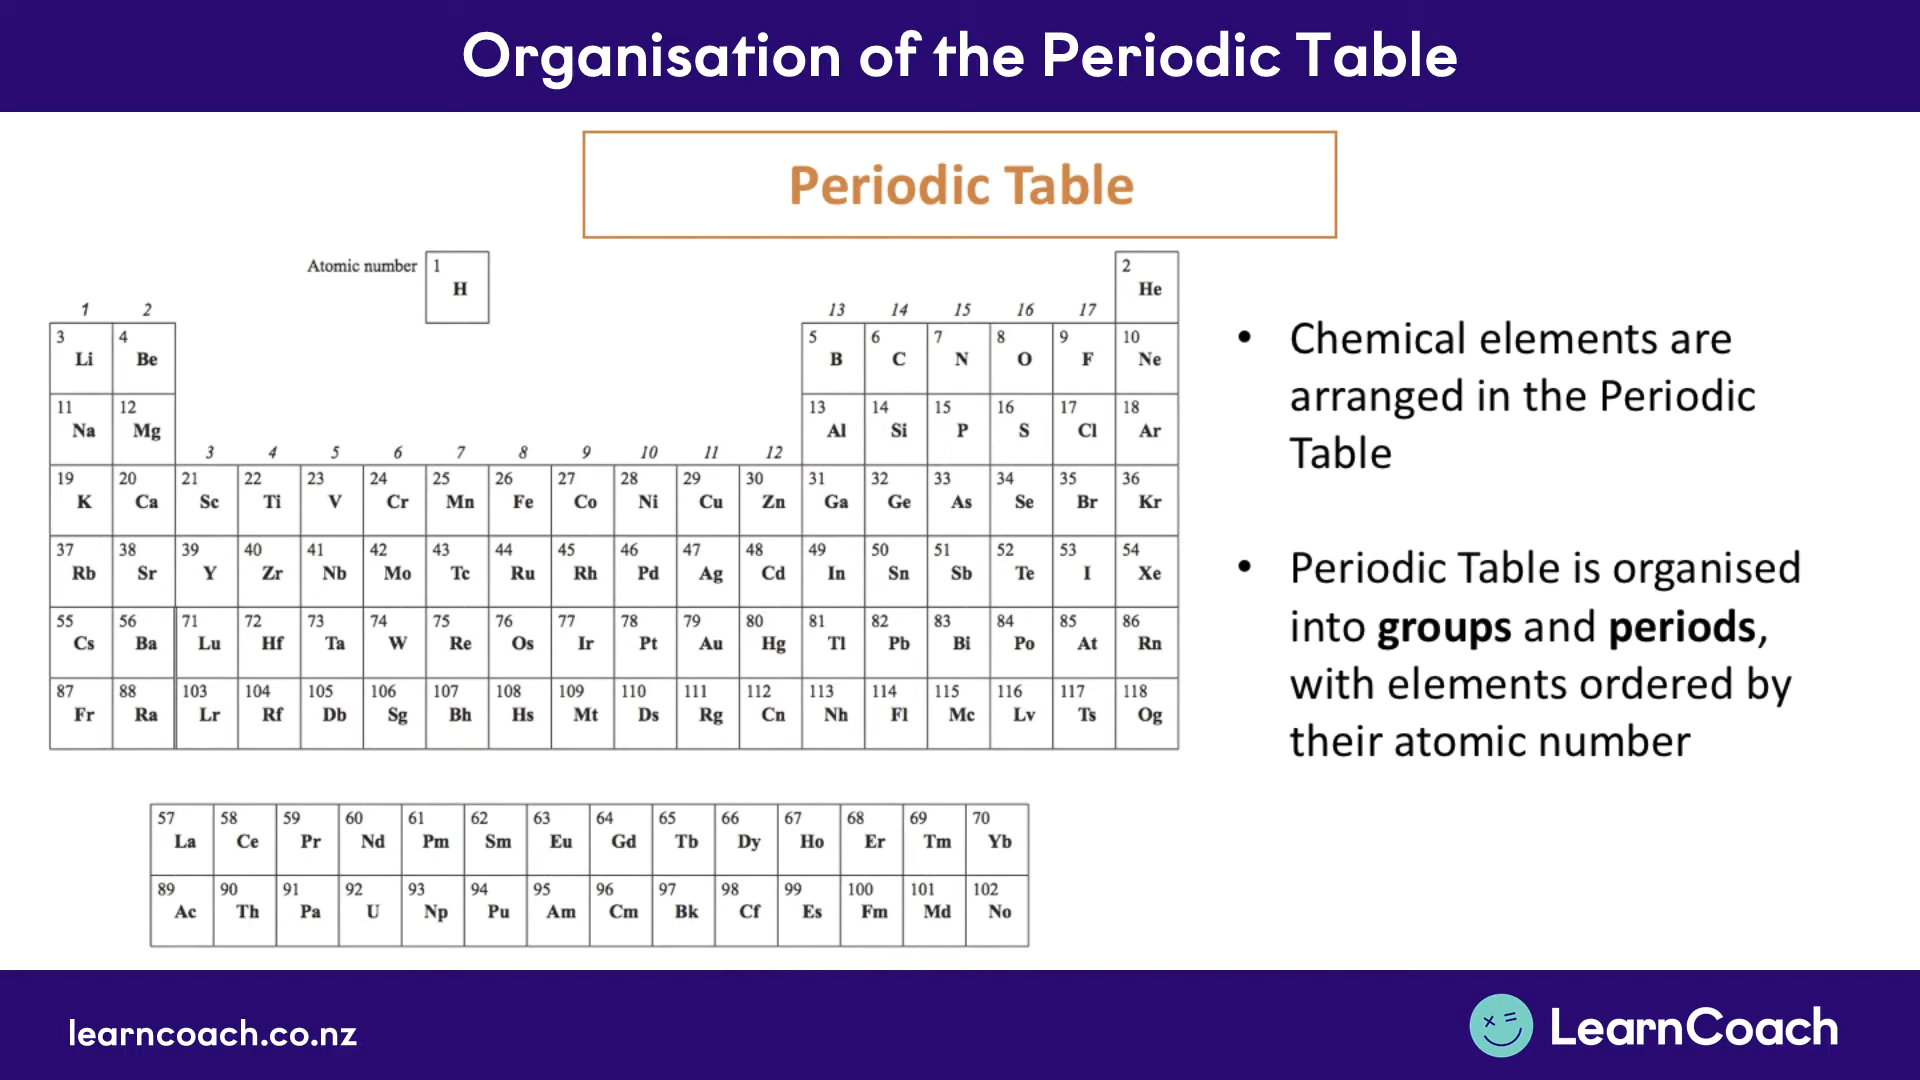 Organisation of the Periodic Table
Periodic Table
Atomic number 1 2
H He
1 2 13 14 15 16 17
3 4 5 6 7 8 9 10
Li Be B C N O F Ne
11 12 13 14 15 16 17 18
Na Mg Al Si P S Cl Ar
3 4 5 6 7 8 9 10 11 12
19 20 21 22 23 24 25 26 27 28 29 30 31 32 33 34 35 36
K Ca Sc Ti V Cr Mn Fe Co Ni Cu Zn Ga Ge As Se Br Kr
37 38 39 40 41 42 43 44 45 46 47 48 49 50 51 52 53 54
Rb Sr Y Zr Nb Mo Tc Ru Rh Pd Ag Cd In Sn Sb Te I Xe
55 56 71 72 73 74 75 76 77 78 79 80 81 82 83 84 85 86
Cs Ba Lu Hf Ta W Re Os Ir Pt Au Hg Tl Pb Bi Po At Rn
87 88 103 104 105 106 107 108 109 110 111 112 113 114 115 116 117 118
Fr Ra Lr Rf Db Sg Bh Hs Mt Ds Rg Cn Nh Fl Mc Lv Ts Og
57 58 59 60 61 62 63 64 65 66 67 68 69 70
La Ce Pr Nd Pm Sm Eu Gd Tb Dy Ho Er Tm Yb
89 90 91 92 93 94 95 96 97 98 99 100 101 102
Ac Th Pa U Np Pu Am Cm Bk Cf Es Fm Md No
• Chemical elements are
arranged in the Periodic
Table
• Periodic Table is organised
into groups and periods,
with elements ordered by
their atomic number
learncoach.co.nz
LearnCoach